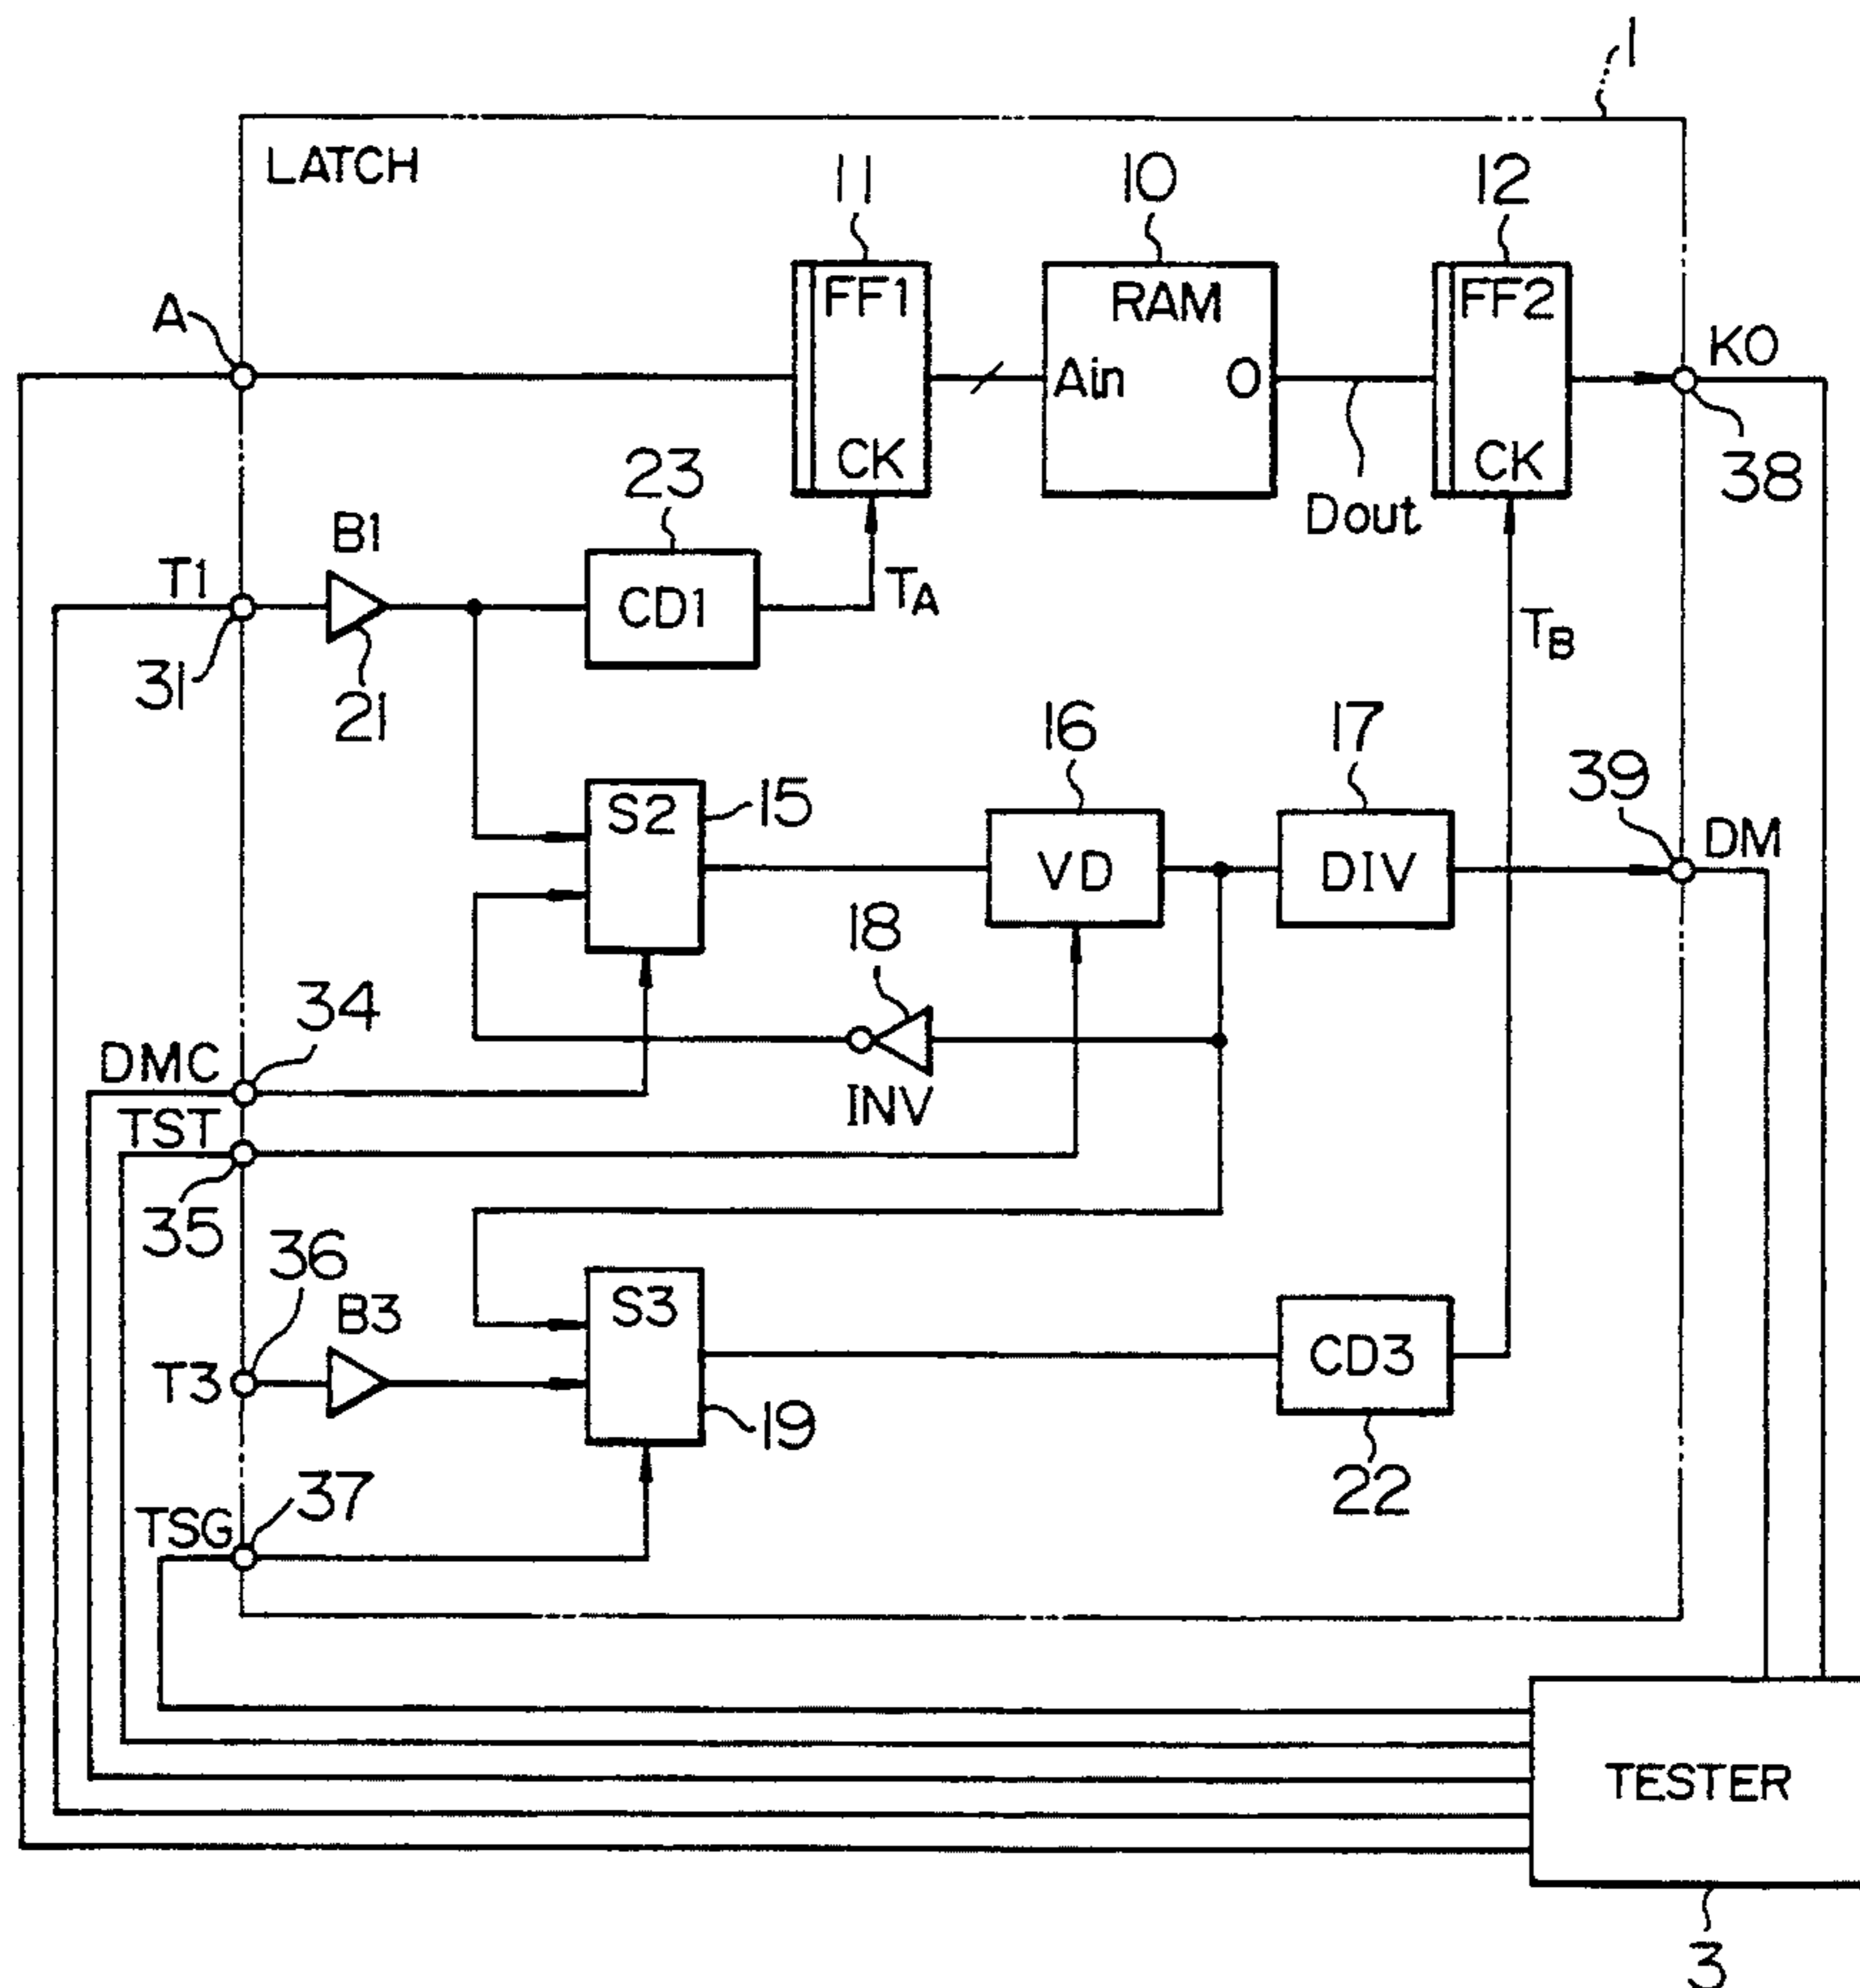 1
LATCH
11
10
12
FF1
RAM
FF2
A
KO
Ain
O
CK
CK
23
38
B1
Dout
T1
CD1
TA
TB
31
21
16
17
39
S2
15
DM
VD
DIV
18
34
DMC
INV
TST
35
36
S3
B3
CD3
T3
19
37
22
TSG
TESTER
3